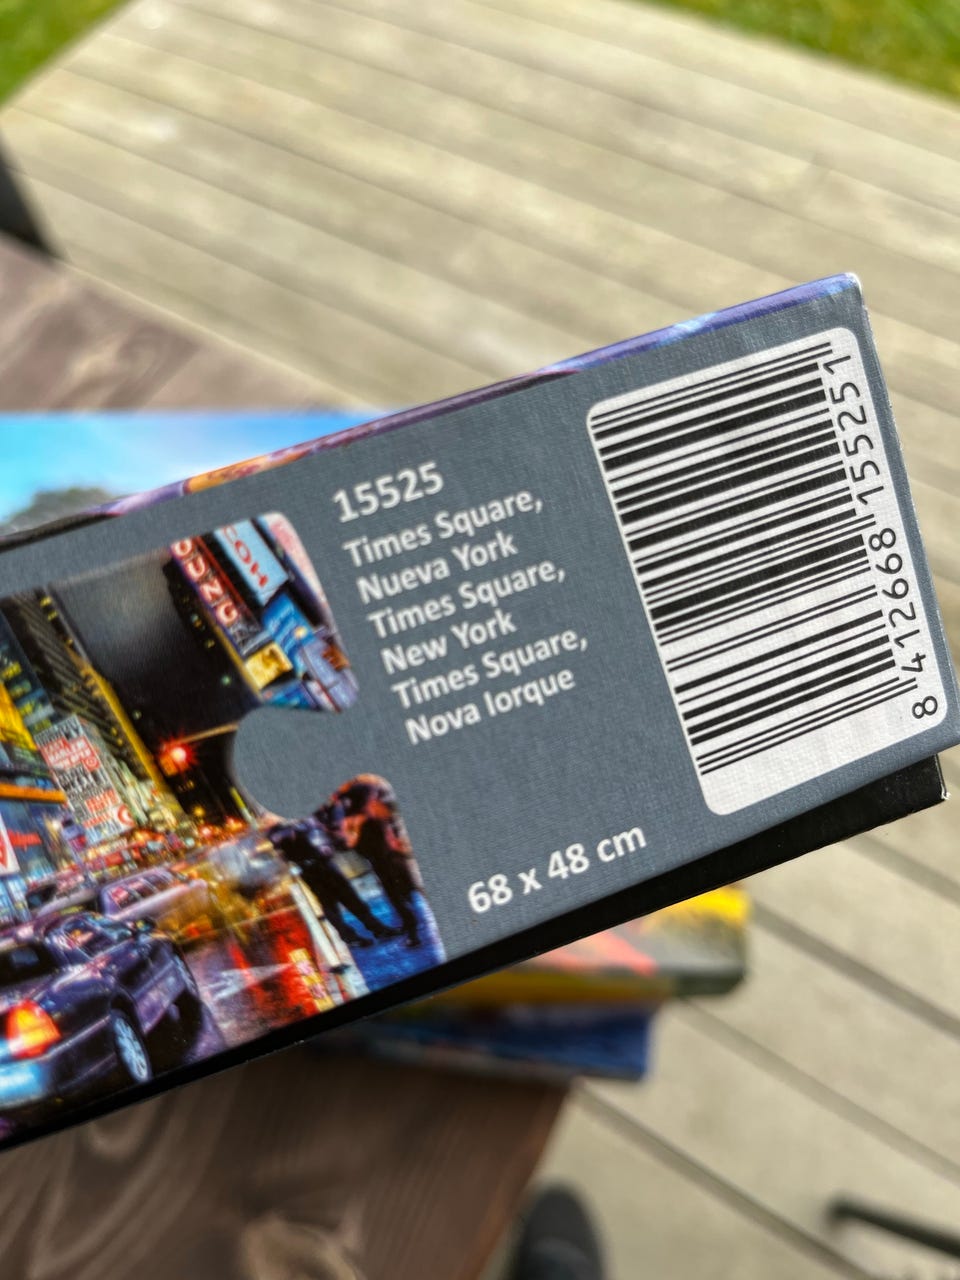 15525
Times Square,
Nueva York
Times Square,
New York
Times Square,
Nova Iorque
68 x 48 cm
8 412668 155251